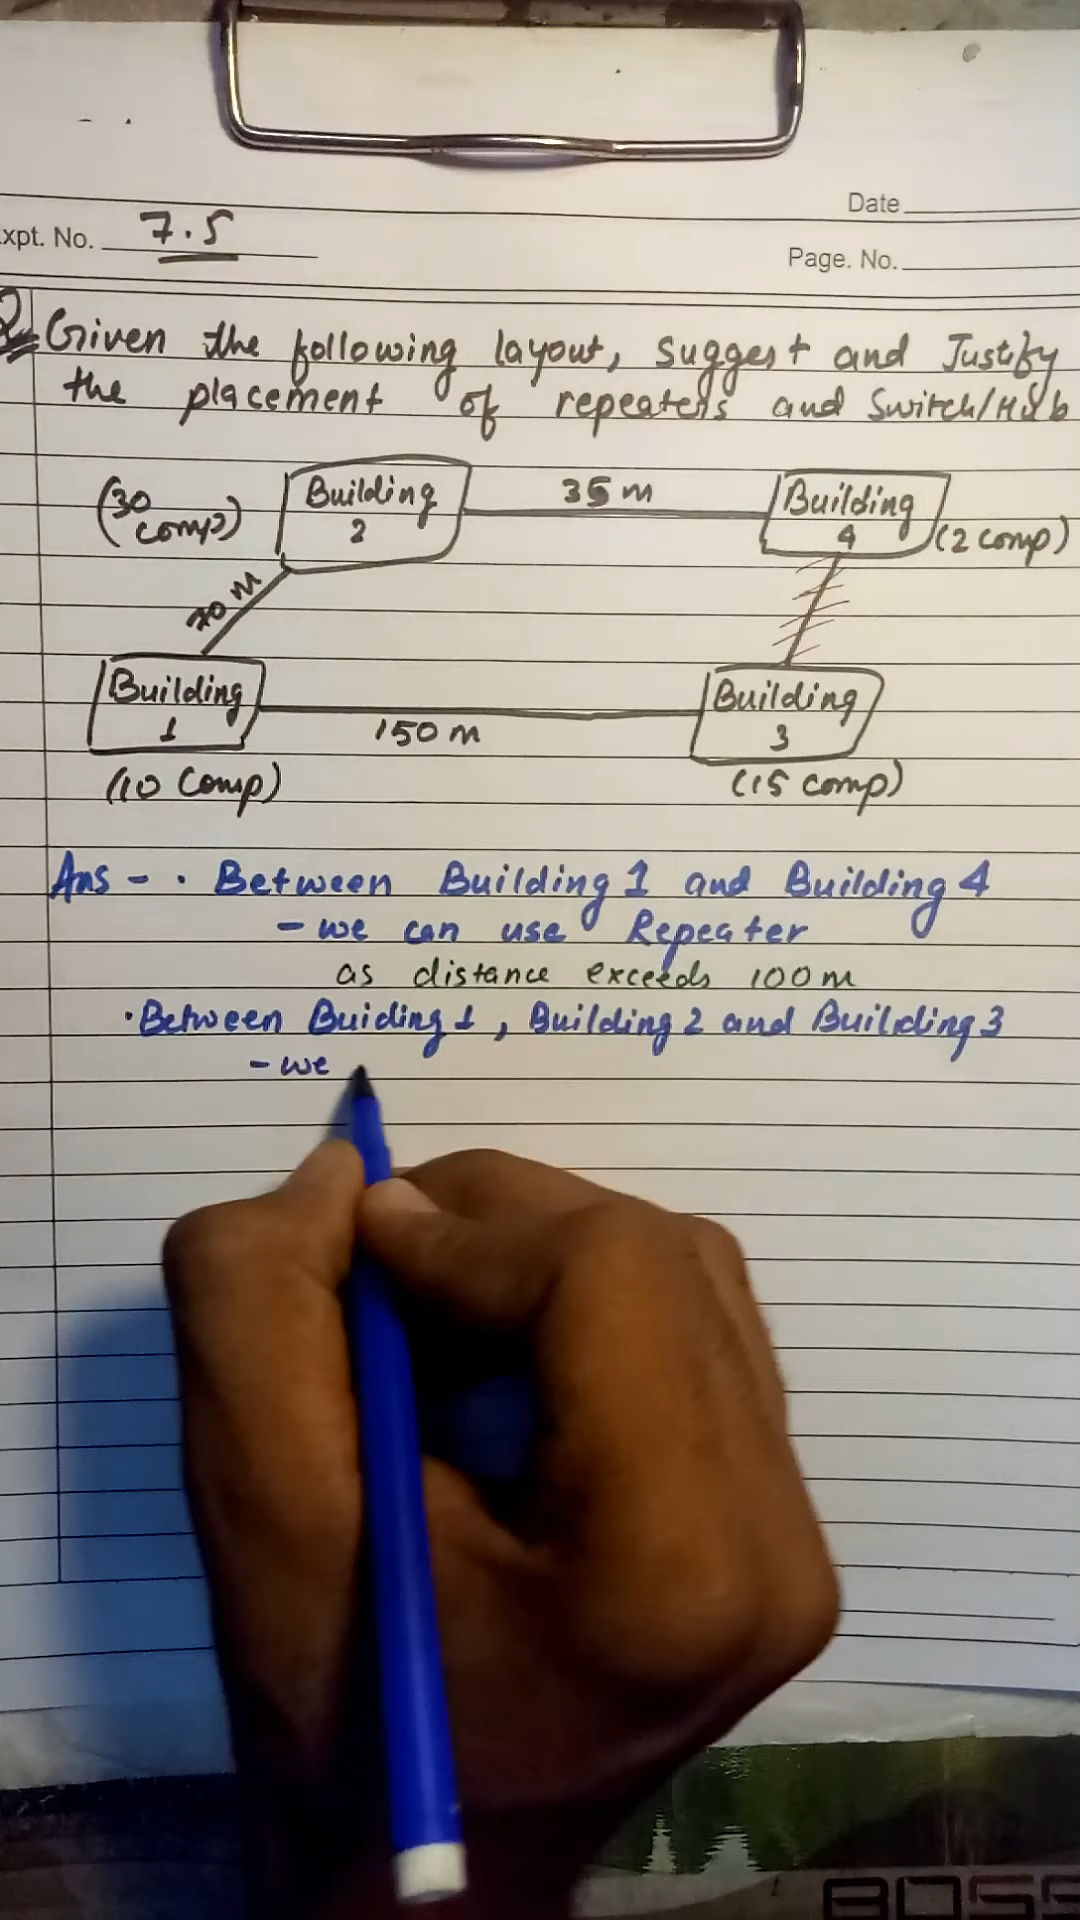 Date
xpt. No. 7.5
Page. No.
Q Given the following layout, suggest and Justify
the placement of repeaters and Switch/Hub
(30 comp)
Building 2
35 m
Building 4
(2 comp)
70 M
Building 1
150 m
Building 3
(10 Comp)
(15 comp)
Ans - . Between Building 1 and Building 4
- we can use Repeater
as distance exceeds 100 m
. Between Buiding 1, Building 2 and Building 3
- we
BOSS